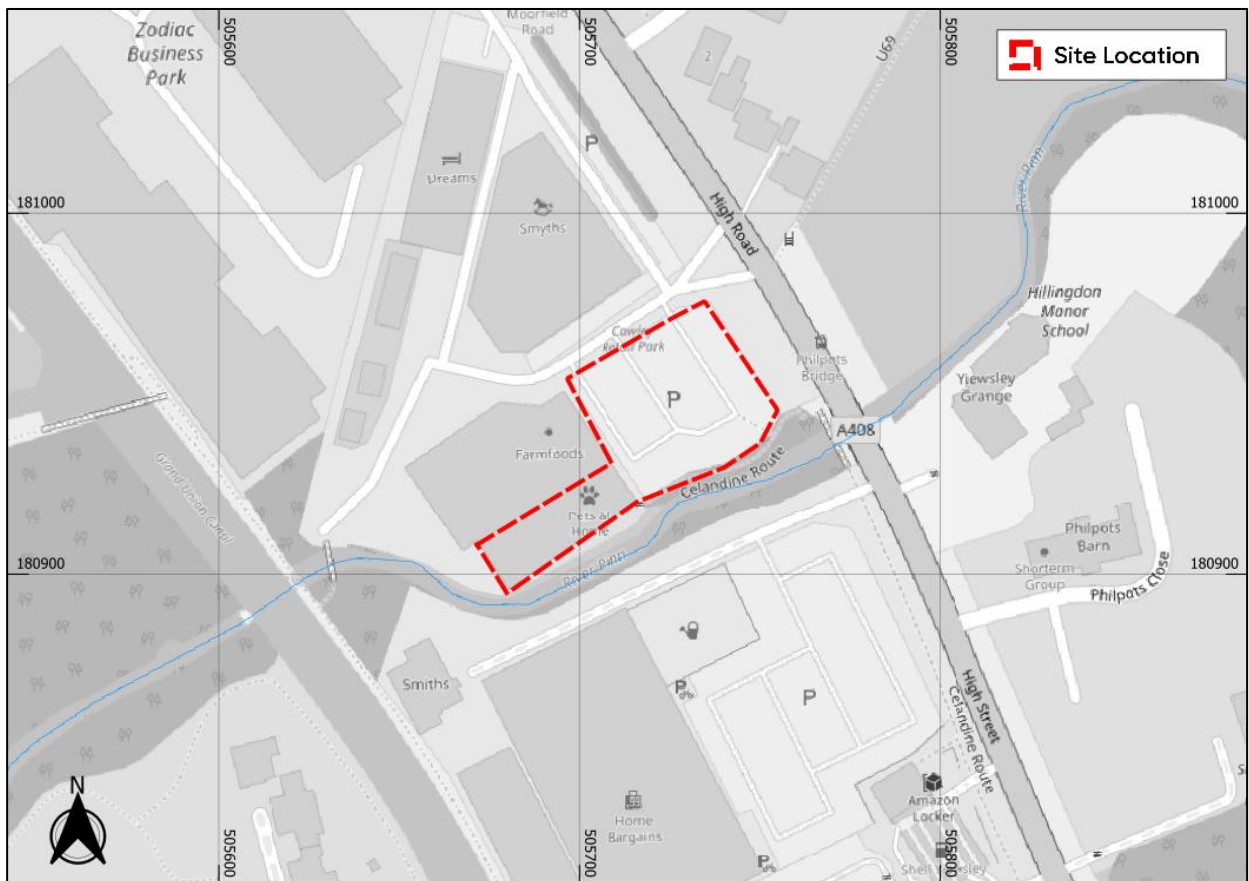 Zodiac
Business
Park
505600
Moorfield
Road
505700
2
U69
505800
Site Location
Dreams
P
Smyths
River Pinn
181000
181000
High Road
Hillingdon
Manor
School
Cowley
Retail Park
Philpots
Bridge
Yiewsley
Grange
P
A408
Farmfoods
Celandine Route
Grand Union Canal
Pets at
Home
River Pinn
Philpots
Barn
Shorterm
Group
Philpots Close
180900
180900
Smiths
P
P
High Street
Celandine Route
N
Amazon
Locker
Home
Bargains
505600
505700
505800
P